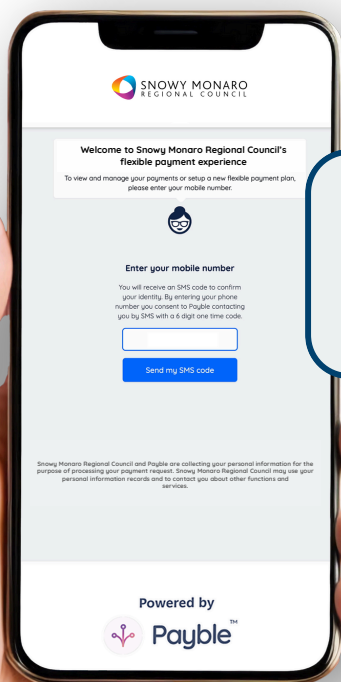 SNOWY MONARO
REGIONAL COUNCIL
Welcome to Snowy Monaro Regional Council's
flexible payment experience
To view and manage your payments or setup a new flexible payment plan,
please enter your mobile number.
Enter your mobile number
You will receive an SMS code to confirm
your identity. By entering your phone
number you consent to Payble contacting
you by SMS with a 6 digit one time code.
Send my SMS code
Snowy Monaro Regional Council and Payble are collecting your personal information for the
purpose of processing your payment request. Snowy Monaro Regional Council may use your
personal information records and to contact you about other functions and
services.
Powered by
Payble™